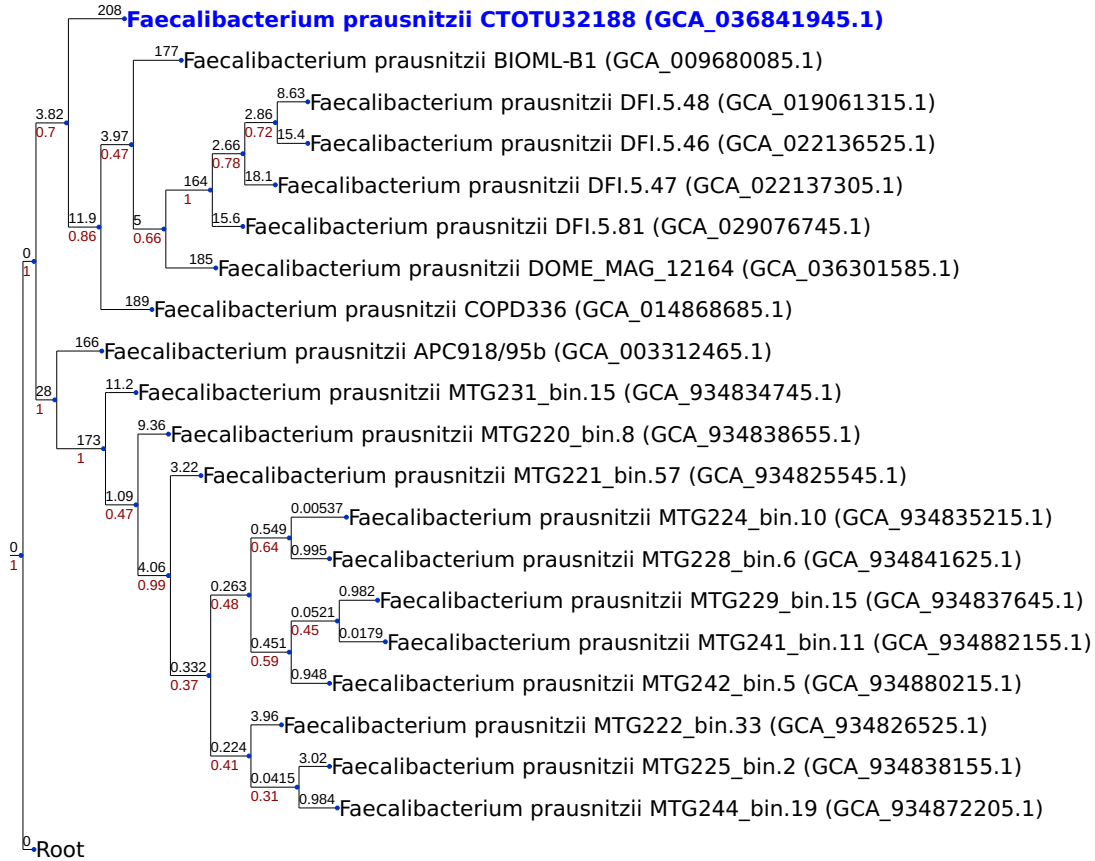 208 Faecalibacterium prausnitzii CTOTU32188 (GCA_036841945.1)
177 Faecalibacterium prausnitzii BIOML-B1 (GCA_009680085.1)
8.63 Faecalibacterium prausnitzii DFI.5.48 (GCA_019061315.1)
3.82 2.86
0.7 0.72
3.97 2.66 15.4 Faecalibacterium prausnitzii DFI.5.46 (GCA_022136525.1)
0.47 0.78
164 18.1 Faecalibacterium prausnitzii DFI.5.47 (GCA_022137305.1)
1
11.9 5 15.6 Faecalibacterium prausnitzii DFI.5.81 (GCA_029076745.1)
0.86 0.66
0 185 Faecalibacterium prausnitzii DOME_MAG_12164 (GCA_036301585.1)
1
189 Faecalibacterium prausnitzii COPD336 (GCA_014868685.1)
166 Faecalibacterium prausnitzii APC918/95b (GCA_003312465.1)
28 11.2 Faecalibacterium prausnitzii MTG231_bin.15 (GCA_934834745.1)
1
173 9.36 Faecalibacterium prausnitzii MTG220_bin.8 (GCA_934838655.1)
1
3.22 Faecalibacterium prausnitzii MTG221_bin.57 (GCA_934825545.1)
1.09
0.47
0.00537 Faecalibacterium prausnitzii MTG224_bin.10 (GCA_934835215.1)
0.549
0.64
0 0.995 Faecalibacterium prausnitzii MTG228_bin.6 (GCA_934841625.1)
1
4.06 0.263
0.99 0.48
0.982 Faecalibacterium prausnitzii MTG229_bin.15 (GCA_934837645.1)
0.0521
0.45
0.0179 Faecalibacterium prausnitzii MTG241_bin.11 (GCA_934882155.1)
0.451
0.59
0.332 0.948 Faecalibacterium prausnitzii MTG242_bin.5 (GCA_934880215.1)
0.37
3.96 Faecalibacterium prausnitzii MTG222_bin.33 (GCA_934826525.1)
0.224
0.41
3.02 Faecalibacterium prausnitzii MTG225_bin.2 (GCA_934838155.1)
0.0415
0.31
0.984 Faecalibacterium prausnitzii MTG244_bin.19 (GCA_934872205.1)
0 Root